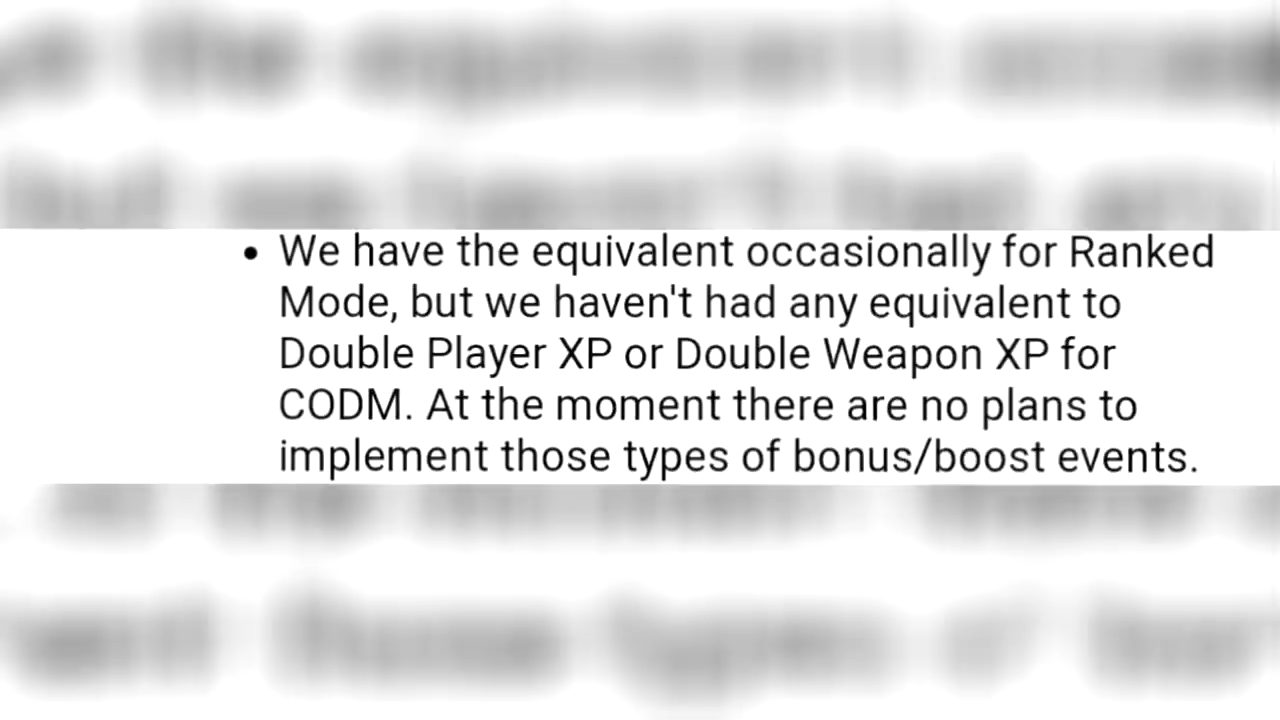 • We have the equivalent occasionally for Ranked
Mode, but we haven't had any equivalent to
Double Player XP or Double Weapon XP for
CODM. At the moment there are no plans to
implement those types of bonus/boost events.